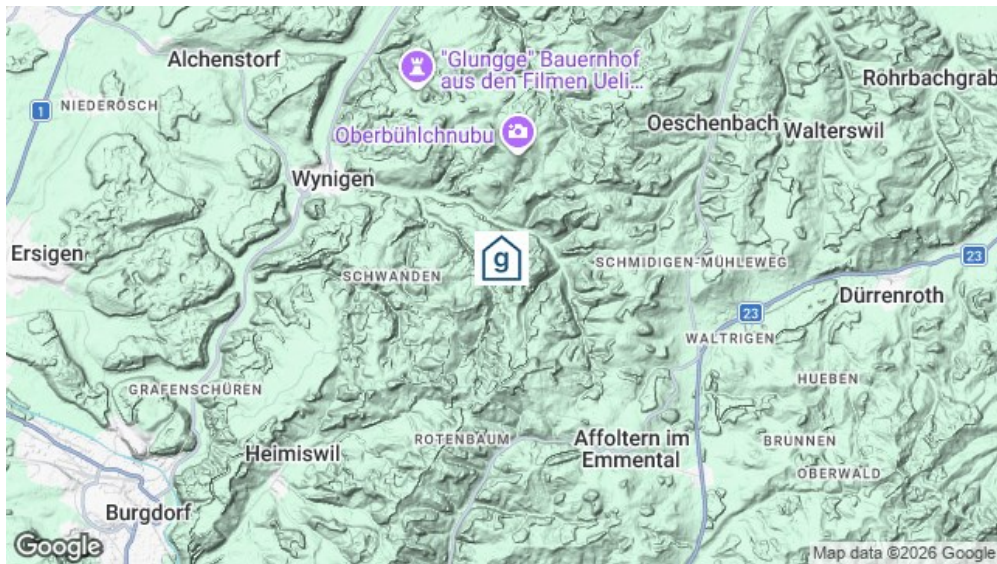 Alchenstorf
"Glungge" Bauernhof
aus den Filmen Ueli...
Rohrbachgrab
1
NIEDERÖSCH
Oberbühlchnubu
Oeschenbach
Walterswil
Wynigen
Ersigen
g
SCHWANDEN
SCHMIDIGEN-MÜHLEWEG
23
Dürrenroth
23
WALTRIGEN
GRAFENSCHÜREN
HUEBEN
Heimiswil
ROTENBAUM
Affoltern im
Emmental
BRUNNEN
OBERWALD
Burgdorf
Google
Map data ©2026 Google